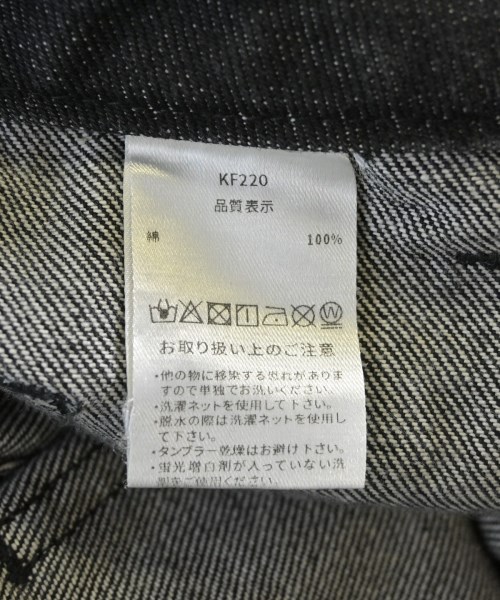 KF220
品質表示
綿 100%
お取り扱い上のご注意
・他の物に移染する恐れがありま
すので単独でお洗いください。
・洗濯ネットを使用して下さい。
・脱水の際は洗濯ネットを使用し
て下さい。
・タンブラー乾燥はお避け下さい。
・蛍光増白剤が入っていない洗
剤をご使用ください。